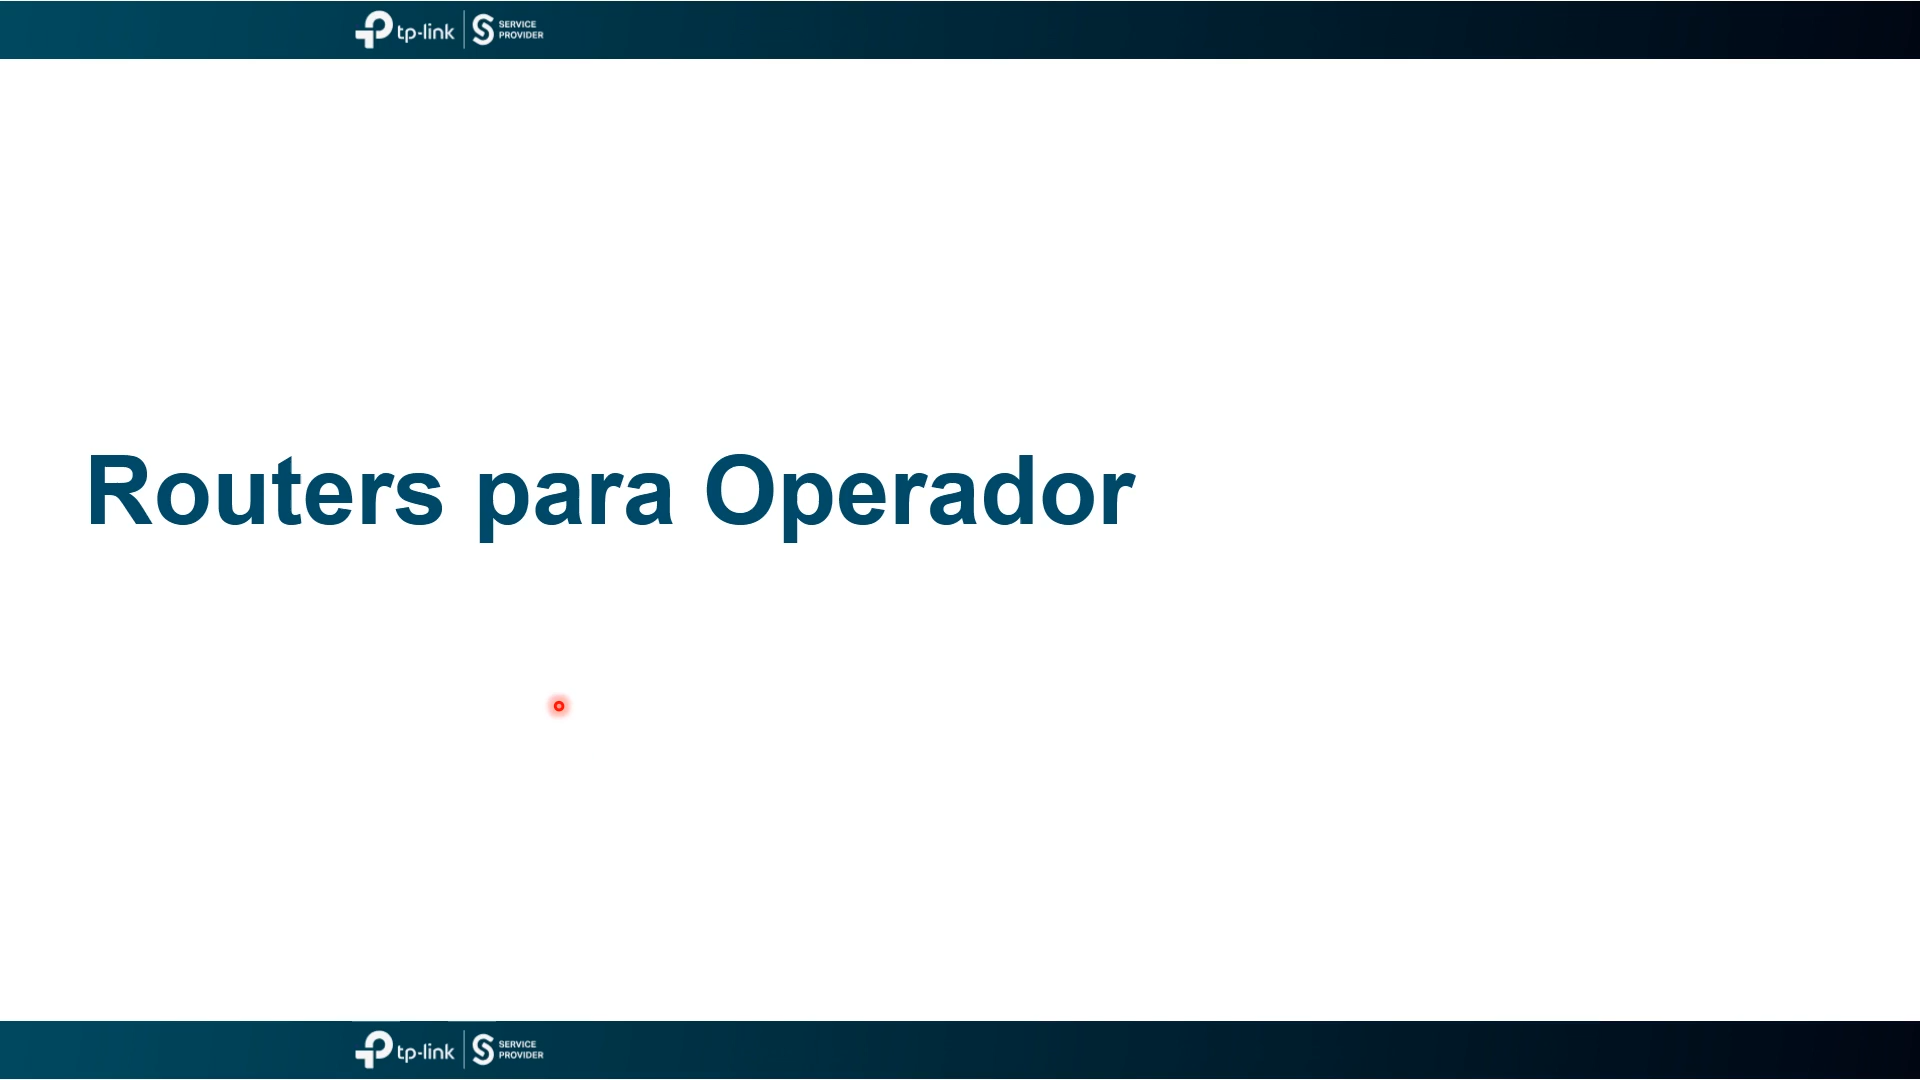 tp-link | SERVICE
PROVIDER
Routers para Operador
tp-link | SERVICE
PROVIDER